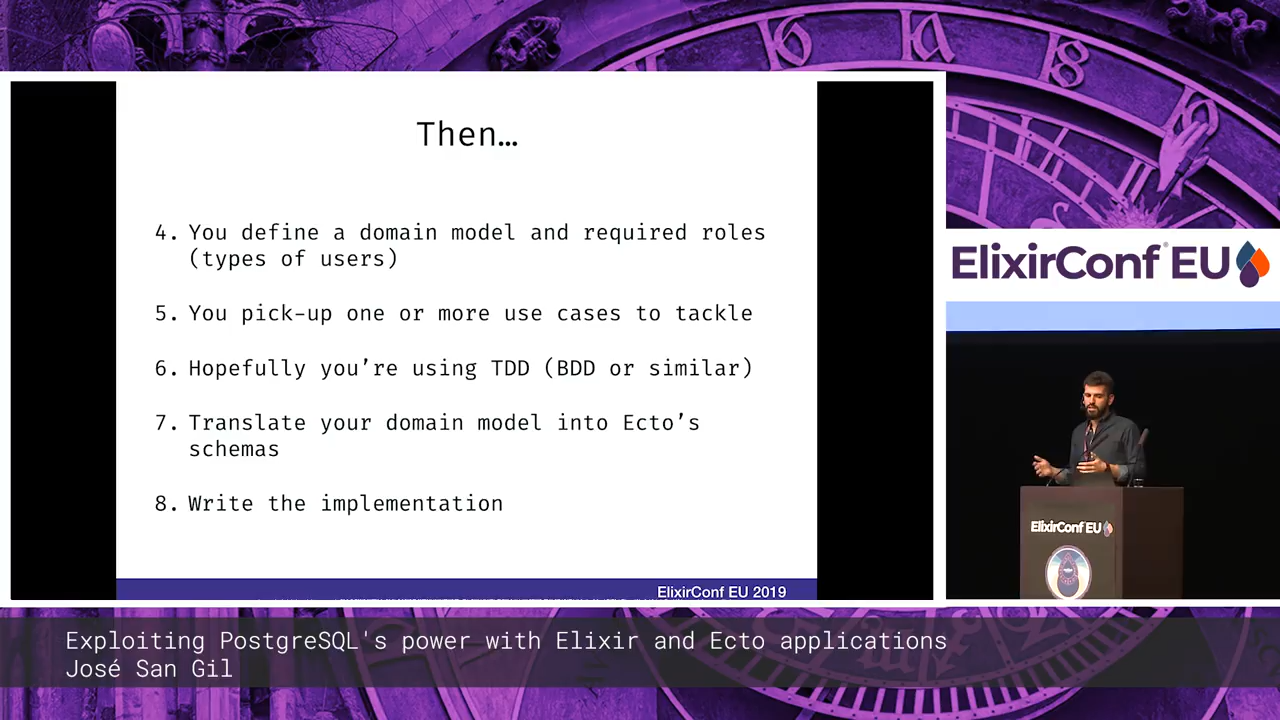 Then…
4. You define a domain model and required roles
(types of users)
5. You pick-up one or more use cases to tackle
6. Hopefully you’re using TDD (BDD or similar)
7. Translate your domain model into Ecto’s
schemas
8. Write the implementation
ElixirConf EU 2019
ElixirConf® EU
ElixirConf EU
Exploiting PostgreSQL's power with Elixir and Ecto applications
José San Gil